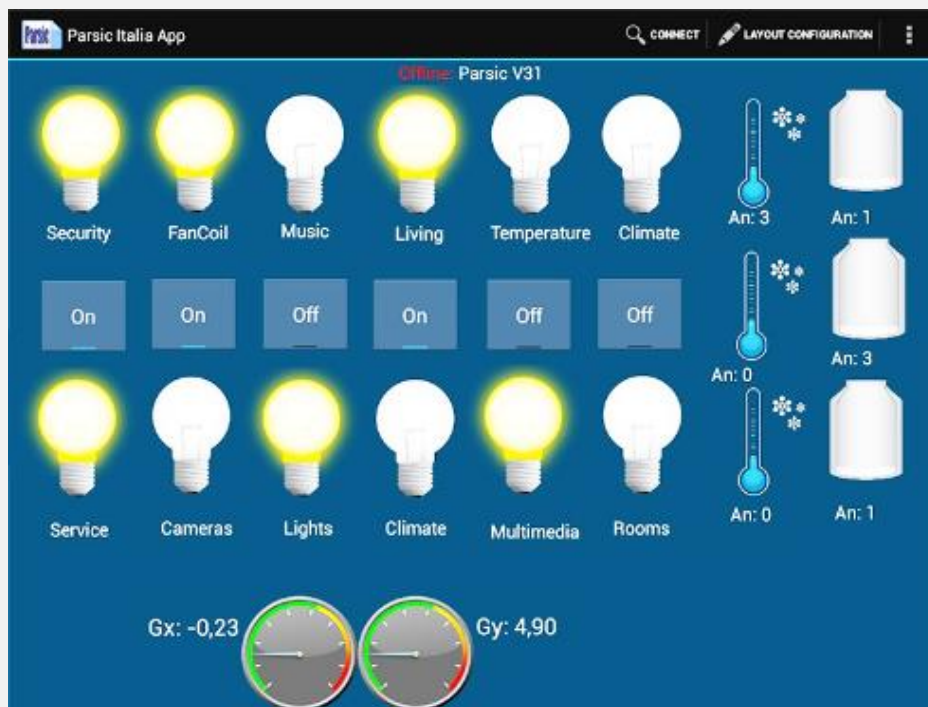 Parsic Parsic Italia App CONNECT LAYOUT CONFIGURATION
Offline: Parsic V31
Security FanCoil Music Living Temperature Climate
An: 3 An: 1
On On Off On Off Off
An: 0 An: 3
Service Cameras Lights Climate Multimedia Rooms
An: 0 An: 1
Gx: -0,23 Gy: 4,90